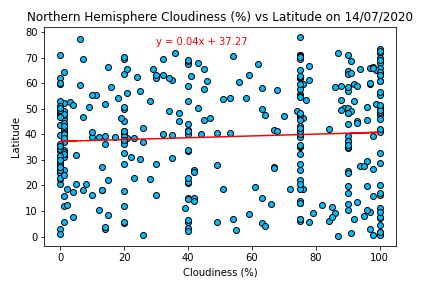 Northern Hemisphere Cloudiness (%) vs Latitude on 14/07/2020
y = 0.04x + 37.27
80
70
60
50
40
30
20
10
0
Latitude
0 20 40 60 80 100
Cloudiness (%)